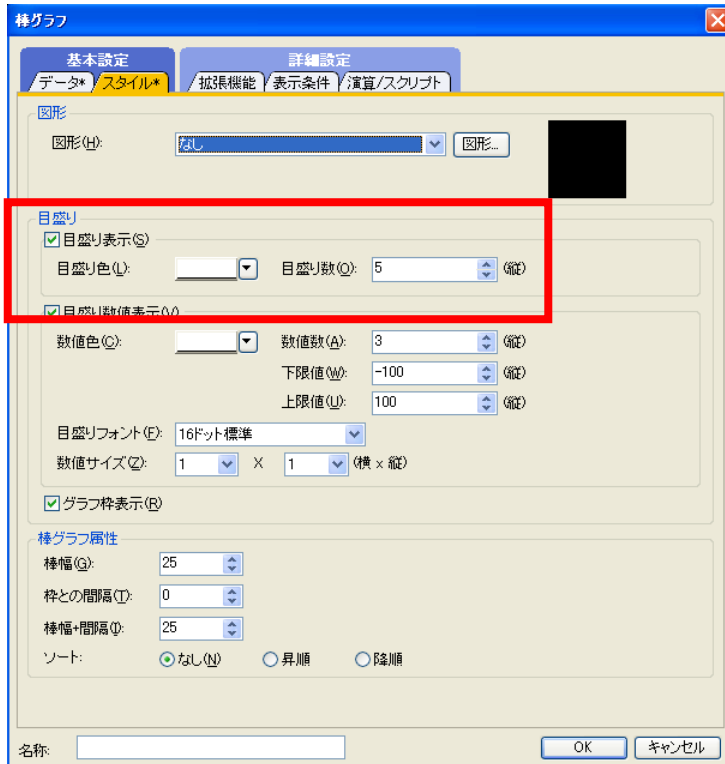 棒グラフ
基本設定 詳細設定
データ* スタイル* 拡張機能 表示条件 演算/スクリプト
図形
図形(H): なし 図形...
目盛り
目盛り表示(S)
目盛り色(L): 目盛り数(O): 5 (縦)
目盛り数値表示(V)
数値色(C): 数値数(A): 3 (縦)
下限値(W): -100 (縦)
上限値(U): 100 (縦)
目盛りフォント(F): 16ドット標準
数値サイズ(Z): 1 X 1 (横 x 縦)
グラフ枠表示(R)
棒グラフ属性
棒幅(G): 25
枠との間隔(T): 0
棒幅+間隔(I): 25
ソート: なし(N) 昇順 降順
名称: OK キャンセル